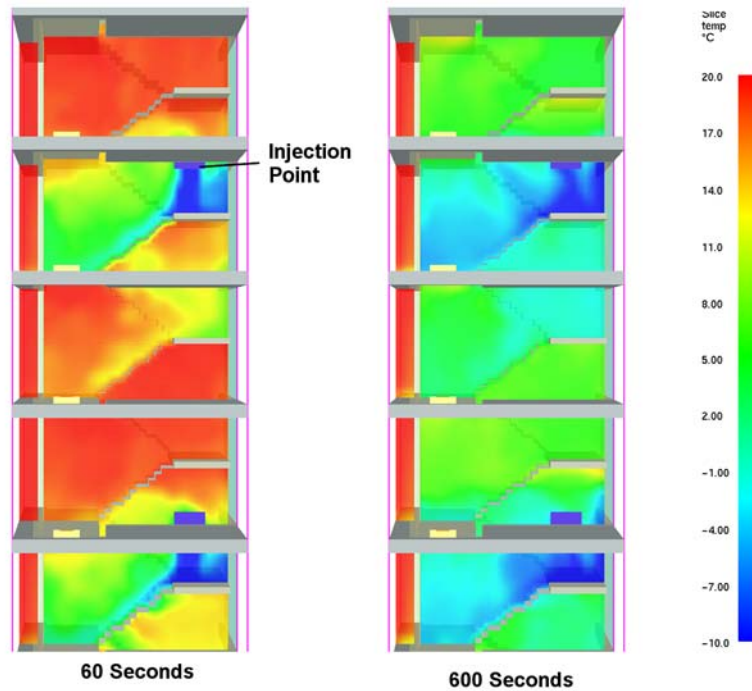 Slice
temp
°C
20.0
17.0
14.0
11.0
8.00
5.00
2.00
-1.00
-4.00
-7.00
-10.0
Injection
Point
60 Seconds
600 Seconds